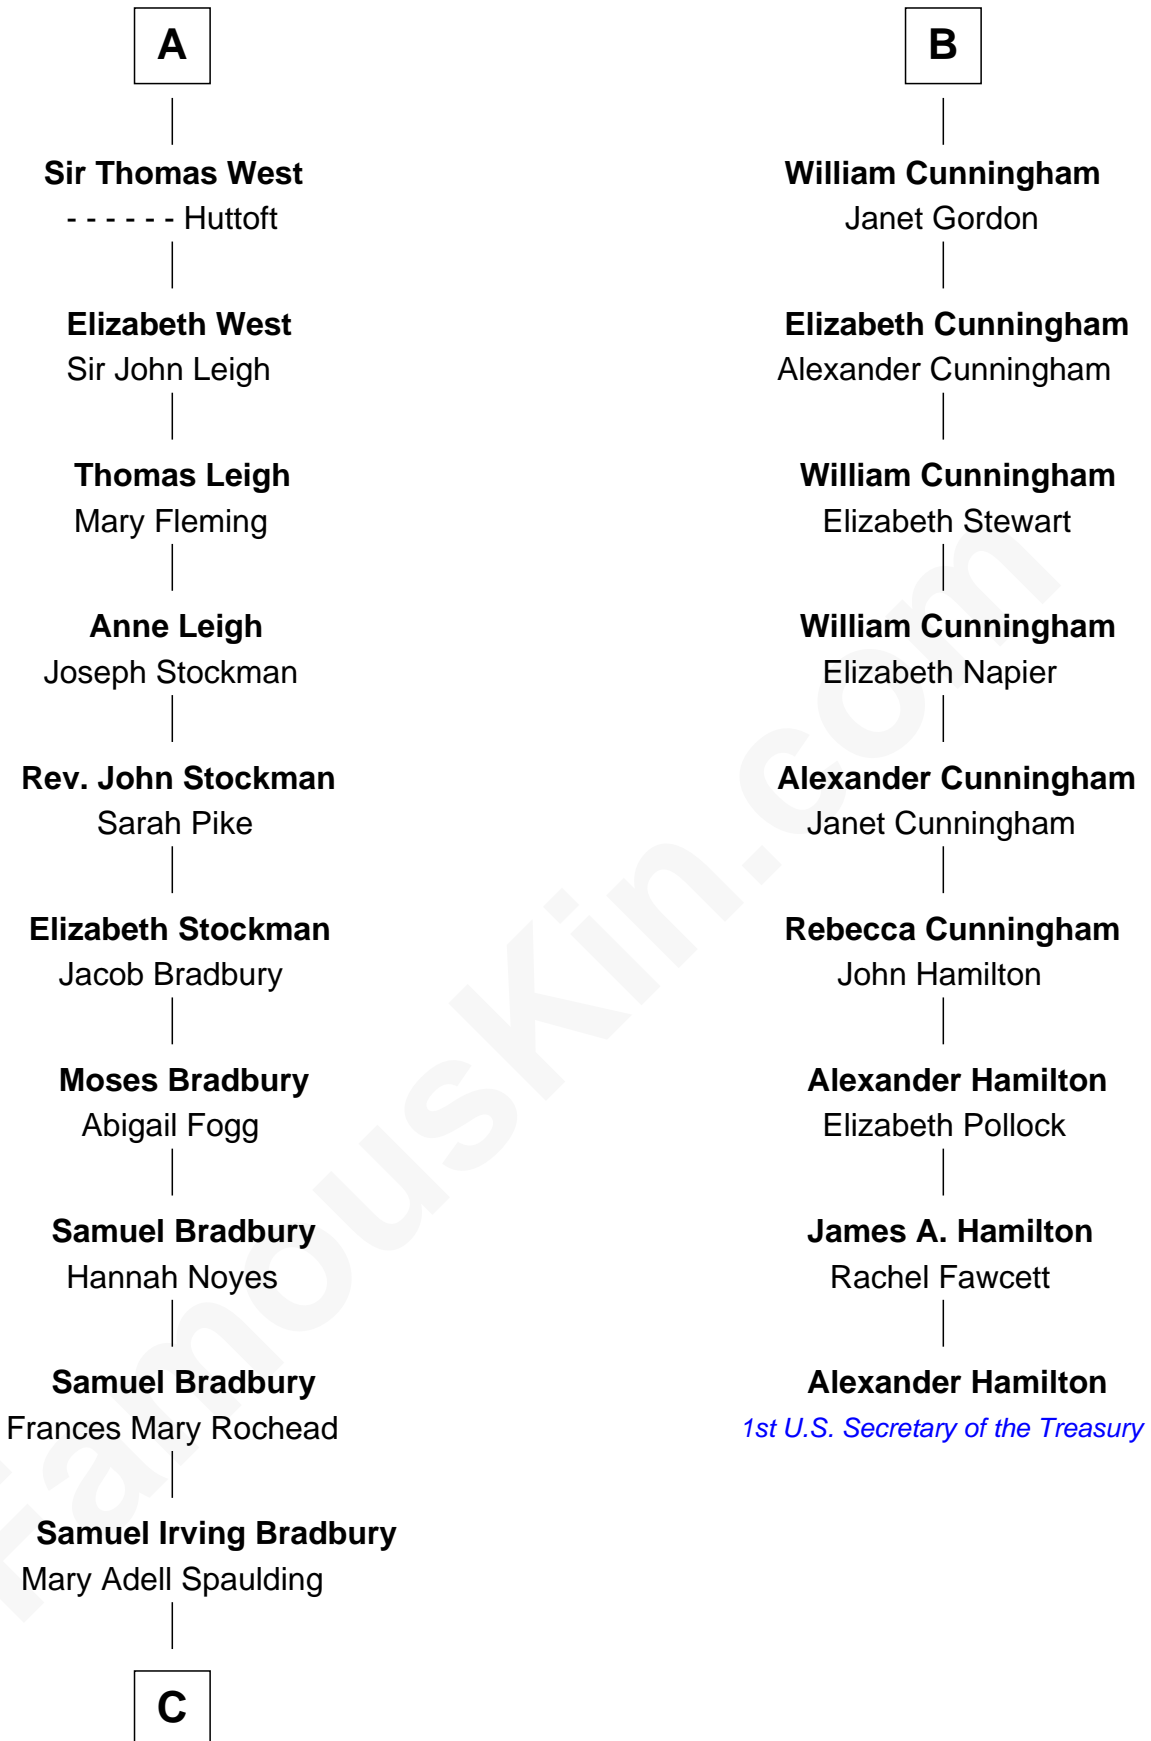 A
Sir Thomas West
- - - - - - Huttoft
Elizabeth West
Sir John Leigh
Thomas Leigh
Mary Fleming
Anne Leigh
Joseph Stockman
Rev. John Stockman
Sarah Pike
Elizabeth Stockman
Jacob Bradbury
Moses Bradbury
Abigail Fogg
Samuel Bradbury
Hannah Noyes
Samuel Bradbury
Frances Mary Rochead
Samuel Irving Bradbury
Mary Adell Spaulding
C
B
William Cunningham
Janet Gordon
Elizabeth Cunningham
Alexander Cunningham
William Cunningham
Elizabeth Stewart
William Cunningham
Elizabeth Napier
Alexander Cunningham
Janet Cunningham
Rebecca Cunningham
John Hamilton
Alexander Hamilton
Elizabeth Pollock
James A. Hamilton
Rachel Fawcett
Alexander Hamilton
1st U.S. Secretary of the Treasury
FamousKin.com